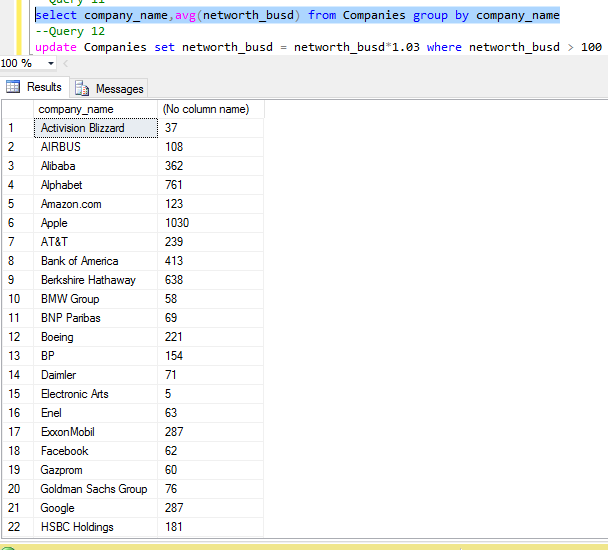 --Query 11
select company_name,avg(networth_busd) from Companies group by company_name
--Query 12
update Companies set networth_busd = networth_busd*1.03 where networth_busd > 100
100 %
Results Messages
company_name (No column name)
1 Activision Blizzard 37
2 AIRBUS 108
3 Alibaba 362
4 Alphabet 761
5 Amazon.com 123
6 Apple 1030
7 AT&T 239
8 Bank of America 413
9 Berkshire Hathaway 638
10 BMW Group 58
11 BNP Paribas 69
12 Boeing 221
13 BP 154
14 Daimler 71
15 Electronic Arts 5
16 Enel 63
17 ExxonMobil 287
18 Facebook 62
19 Gazprom 60
20 Goldman Sachs Group 76
21 Google 287
22 HSBC Holdings 181